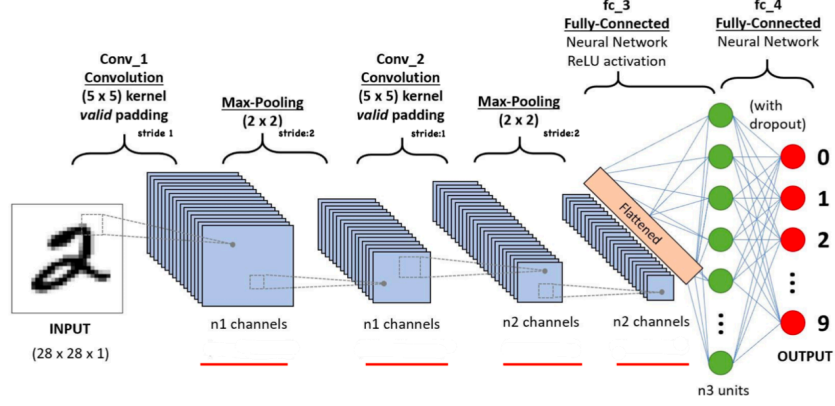 fc_3
Fully-Connected
Neural Network
ReLU activation
fc_4
Fully-Connected
Neural Network
Conv_1
Convolution
(5 x 5) kernel
valid padding
stride 1
Max-Pooling
(2 x 2)
stride:2
Conv_2
Convolution
(5 x 5) kernel
valid padding
stride:1
Max-Pooling
(2 x 2)
stride:2
(with
dropout)
Flattened
0
1
2
9
INPUT
(28 x 28 x 1)
n1 channels
n1 channels
n2 channels
n2 channels
OUTPUT
n3 units